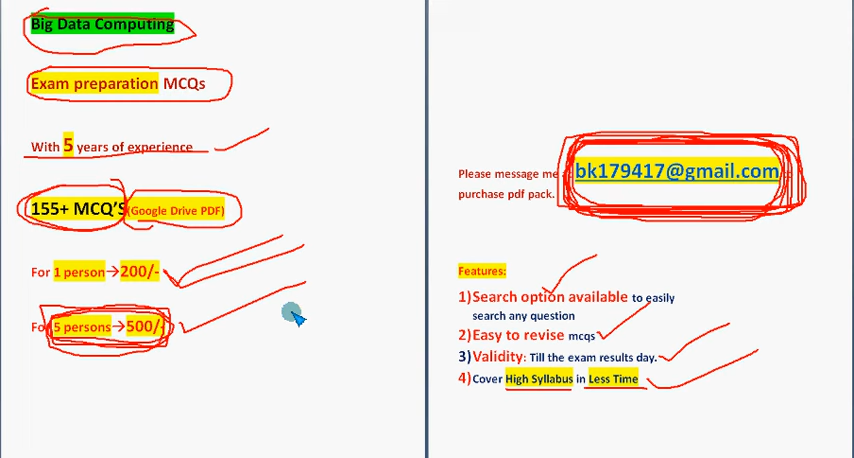 Big Data Computing
Exam preparation MCQs
With 5 years of experience
155+ MCQ'S(Google Drive PDF)
For 1 person→200/-
For 5 persons→500/-
Please message me bk179417@gmail.com
purchase pdf pack.
Features:
1)Search option available to easily
search any question
2)Easy to revise mcqs
3)Validity: Till the exam results day.
4)Cover High Syllabus in Less Time